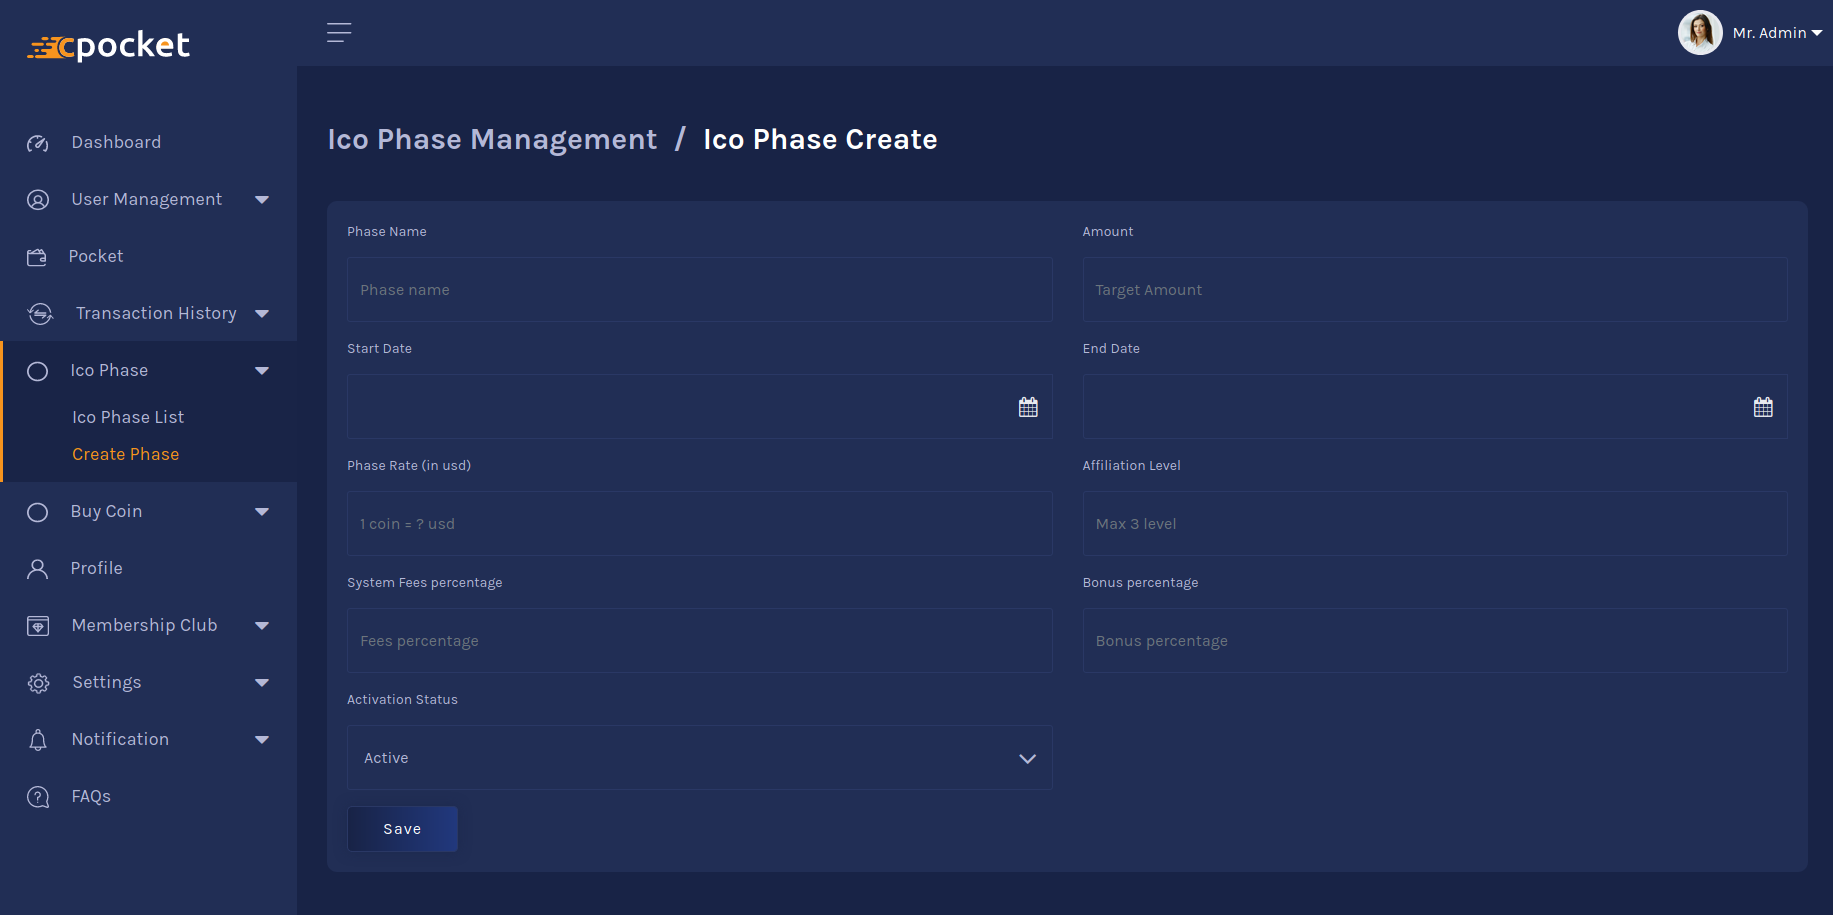 cpocket
Mr. Admin
Dashboard
User Management
Pocket
Transaction History
Ico Phase
Ico Phase List
Create Phase
Buy Coin
Profile
Membership Club
Settings
Notification
FAQs
Ico Phase Management / Ico Phase Create
Phase Name
Phase name
Amount
Target Amount
Start Date
End Date
Phase Rate (in usd)
1 coin = ? usd
Affiliation Level
Max 3 level
System Fees percentage
Fees percentage
Bonus percentage
Bonus percentage
Activation Status
Active
Save